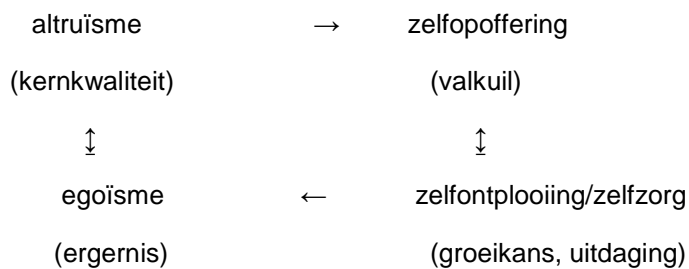 altruïsme → zelfopoffering
(kernkwaliteit) (valkuil)
↕ ↕
egoïsme ← zelfontplooiing/zelfzorg
(ergernis) (groeikans, uitdaging)